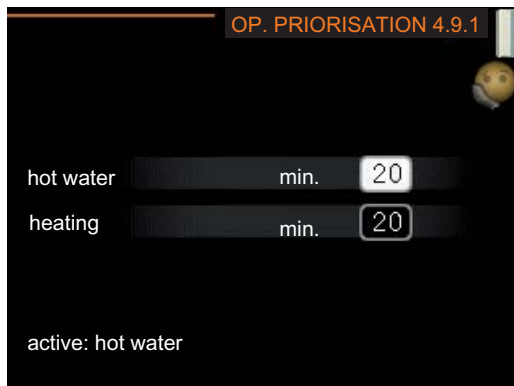 OP. PRIORISATION 4.9.1
hot water min. 20
heating min. 20
active: hot water